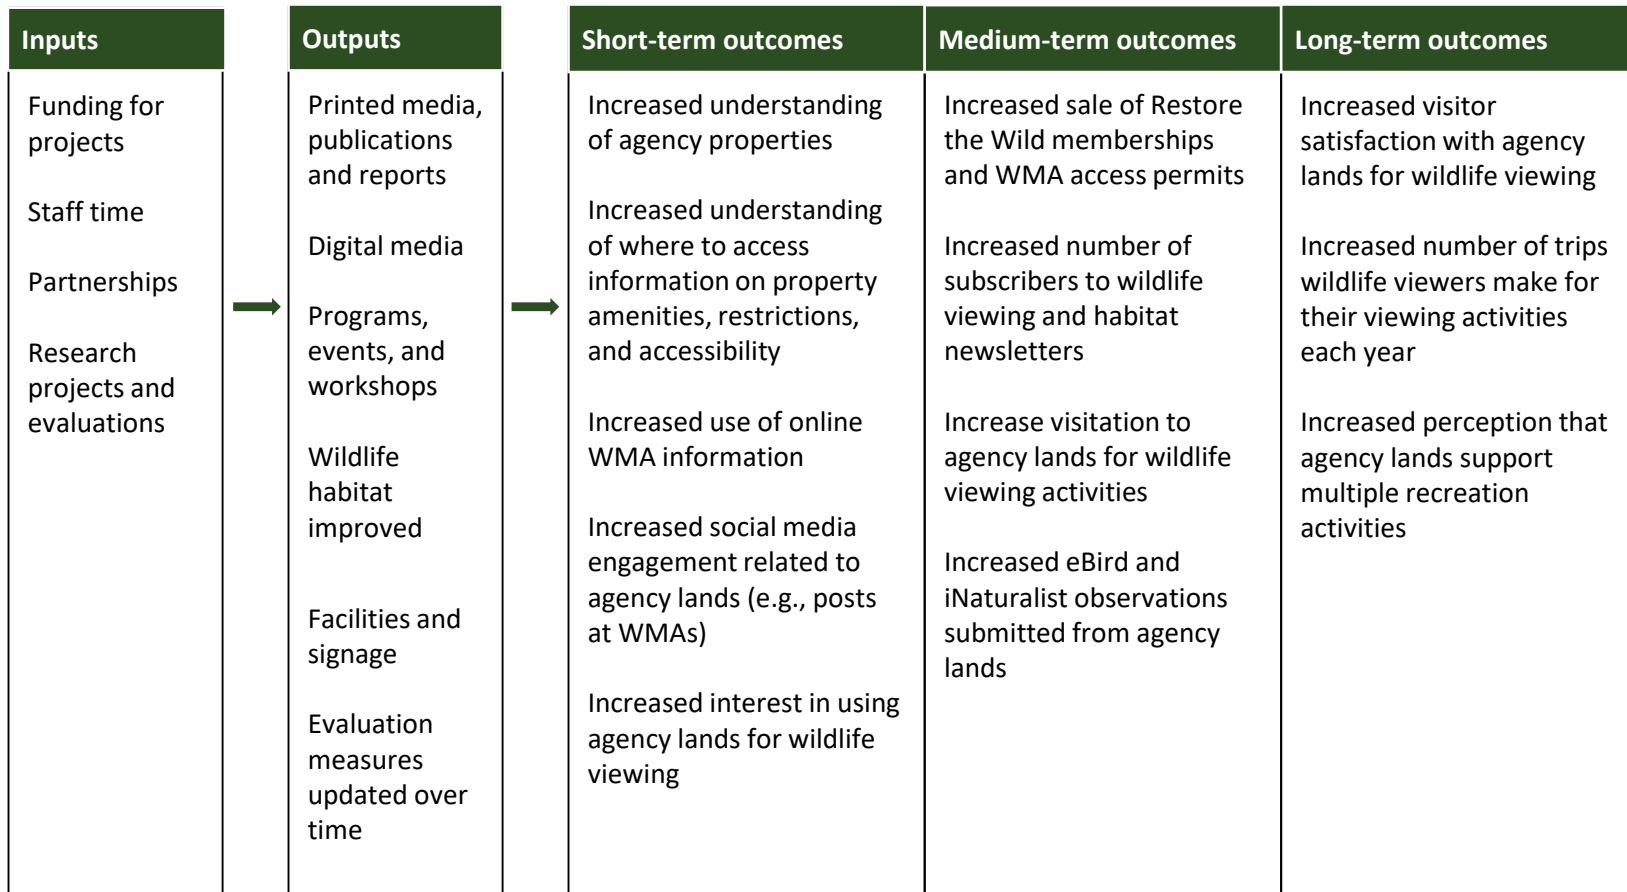 Inputs
Funding for
projects
Staff time
Partnerships
Research
projects and
evaluations
Outputs
Printed media,
publications
and reports
Digital media
Programs,
events, and
workshops
Wildlife
habitat
improved
Facilities and
signage
Evaluation
measures
updated over
time
Short-term outcomes
Increased understanding
of agency properties
Increased understanding
of where to access
information on property
amenities, restrictions,
and accessibility
Increased use of online
WMA information
Increased social media
engagement related to
agency lands (e.g., posts
at WMAs)
Increased interest in using
agency lands for wildlife
viewing
Medium-term outcomes
Increased sale of Restore
the Wild memberships
and WMA access permits
Increased number of
subscribers to wildlife
viewing and habitat
newsletters
Increase visitation to
agency lands for wildlife
viewing activities
Increased eBird and
iNaturalist observations
submitted from agency
lands
Long-term outcomes
Increased visitor
satisfaction with agency
lands for wildlife viewing
Increased number of trips
wildlife viewers make for
their viewing activities
each year
Increased perception that
agency lands support
multiple recreation
activities